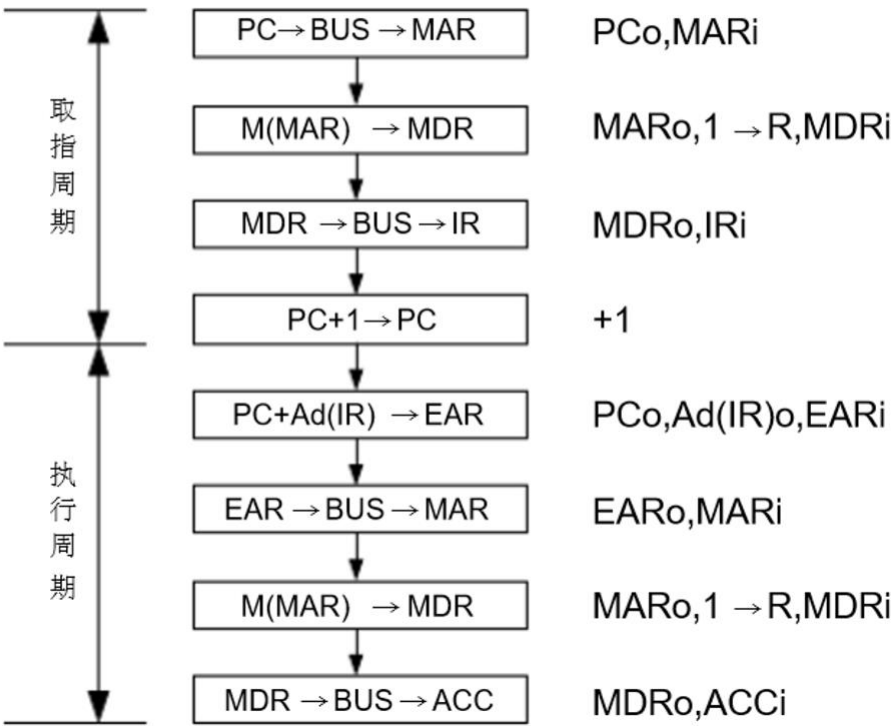 取指周期
PC→BUS→MAR PCo,MARi
M(MAR) →MDR MARo,1 →R,MDRi
MDR →BUS→IR MDRo,IRi
PC+1→PC +1
执行周期
PC+Ad(IR) →EAR PCo,Ad(IR)o,EARi
EAR →BUS→MAR EARo,MARi
M(MAR) →MDR MARo,1 →R,MDRi
MDR →BUS→ACC MDRo,ACCi